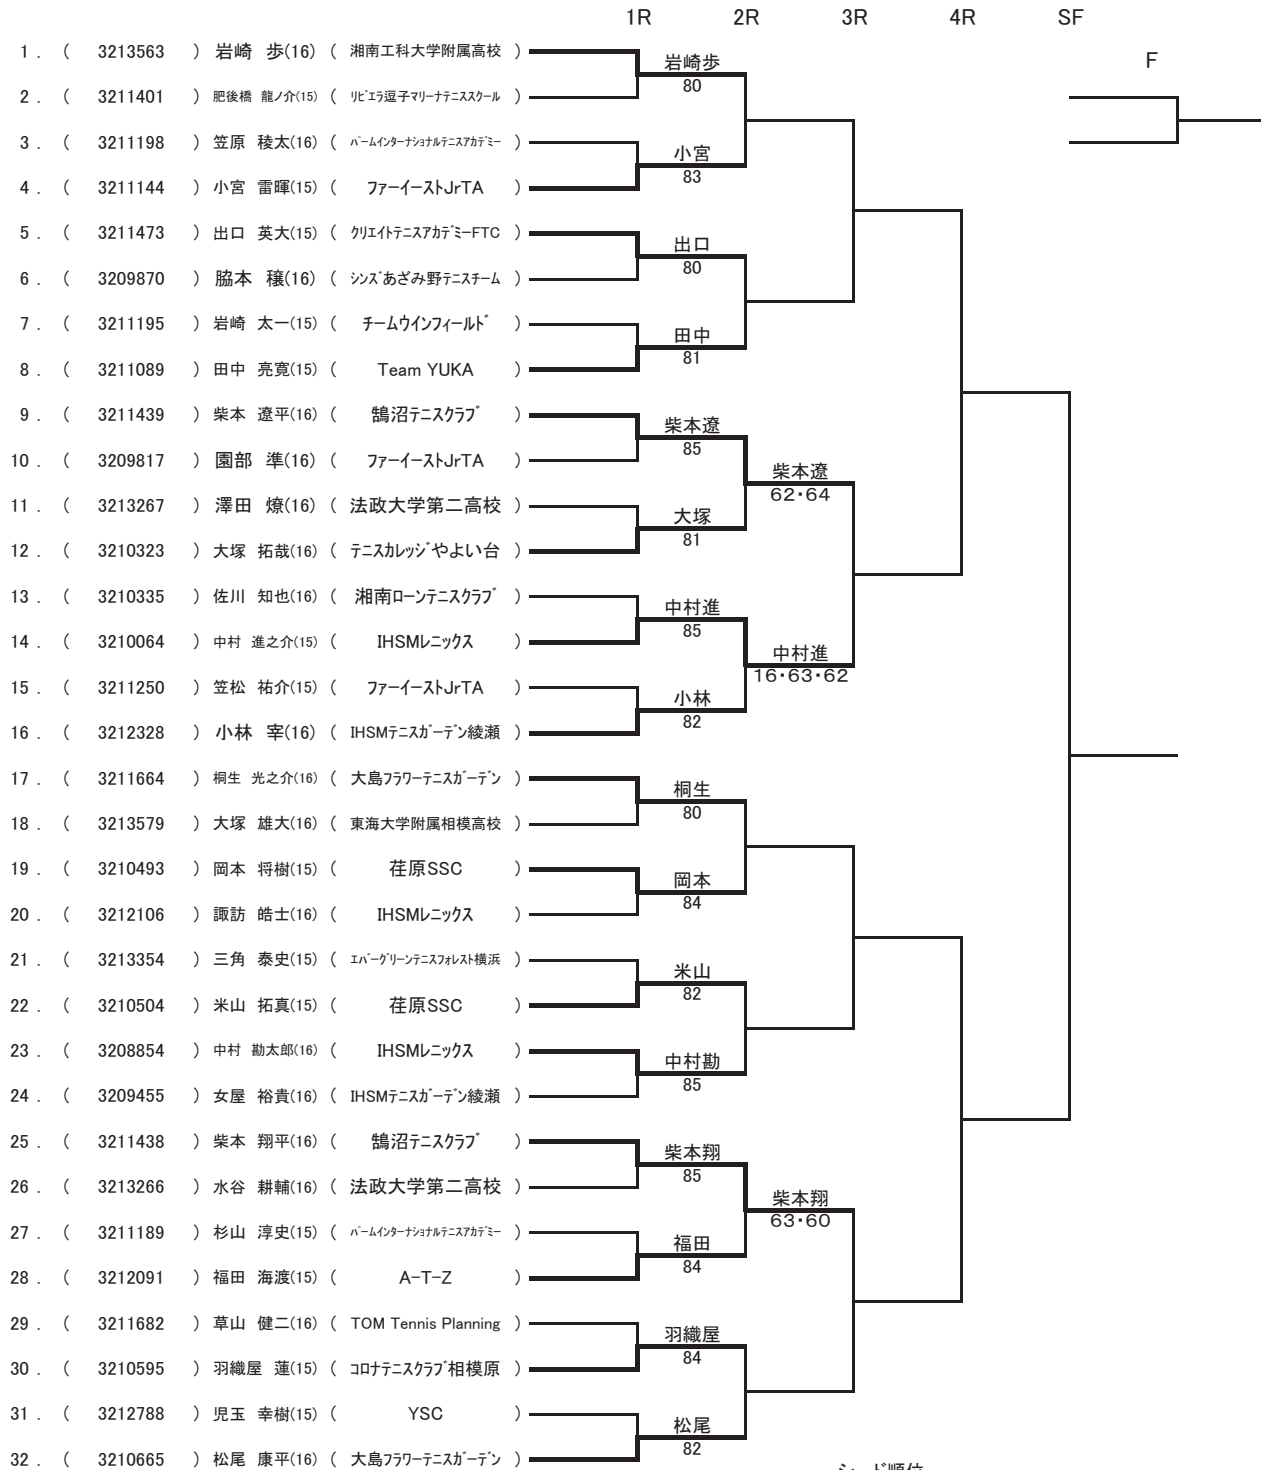 1R 2R 3R 4R SF
F
1 . ( 3213563 ) 岩崎 歩(16) ( 湘南工科大学附属高校 )
岩崎歩
80
2 . ( 3211401 ) 肥後橋 龍ノ介(15) ( ﾘﾋﾞｴﾗ逗子ﾏﾘｰﾅﾃﾆｽｽｸｰﾙ )
3 . ( 3211198 ) 笠原 稜太(16) ( ﾊﾟｰﾑｲﾝﾀｰﾅｼｮﾅﾙﾃﾆｽｱｶﾃﾞﾐｰ )
小宮
83
4 . ( 3211144 ) 小宮 雷暉(15) ( ﾌｧｰｲｰｽﾄJrTA )
5 . ( 3211473 ) 出口 英大(15) ( ｸﾘｴｲﾄﾃﾆｽｱｶﾃﾞﾐｰFTC )
出口
80
6 . ( 3209870 ) 脇本 穣(16) ( ｼﾝｽﾞあざみ野ﾃﾆｽﾁｰﾑ )
7 . ( 3211195 ) 岩崎 太一(15) ( ﾁｰﾑｳｲﾝﾌｨｰﾙﾄﾞ )
田中
81
8 . ( 3211089 ) 田中 亮寛(15) ( Team YUKA )
9 . ( 3211439 ) 柴本 遼平(16) ( 鵠沼ﾃﾆｽｸﾗﾌﾞ )
柴本遼
85
10 . ( 3209817 ) 園部 準(16) ( ﾌｧｰｲｰｽﾄJrTA )
柴本遼
62・64
11 . ( 3213267 ) 澤田 燎(16) ( 法政大学第二高校 )
大塚
81
12 . ( 3210323 ) 大塚 拓哉(16) ( ﾃﾆｽｶﾚｯｼﾞやよい台 )
13 . ( 3210335 ) 佐川 知也(16) ( 湘南ﾛｰﾝﾃﾆｽｸﾗﾌﾞ )
中村進
85
14 . ( 3210064 ) 中村 進之介(15) ( IHSMﾚﾆｯｸｽ )
中村進
16・63・62
15 . ( 3211250 ) 笠松 祐介(15) ( ﾌｧｰｲｰｽﾄJrTA )
小林
82
16 . ( 3212328 ) 小林 宰(16) ( IHSMﾃﾆｽｶﾞｰﾃﾞﾝ綾瀬 )
17 . ( 3211664 ) 桐生 光之介(16) ( 大島ﾌﾗﾜｰﾃﾆｽｶﾞｰﾃﾞﾝ )
桐生
80
18 . ( 3213579 ) 大塚 雄大(16) ( 東海大学附属相模高校 )
19 . ( 3210493 ) 岡本 将樹(15) ( 荏原SSC )
岡本
84
20 . ( 3212106 ) 諏訪 皓士(16) ( IHSMﾚﾆｯｸｽ )
21 . ( 3213354 ) 三角 泰史(15) ( ｴﾊﾞｰｸﾞﾘｰﾝﾃﾆｽﾌｫﾚｽﾄ横浜 )
米山
82
22 . ( 3210504 ) 米山 拓真(15) ( 荏原SSC )
23 . ( 3208854 ) 中村 勘太郎(16) ( IHSMﾚﾆｯｸｽ )
中村勘
85
24 . ( 3209455 ) 女屋 裕貴(16) ( IHSMﾃﾆｽｶﾞｰﾃﾞﾝ綾瀬 )
25 . ( 3211438 ) 柴本 翔平(16) ( 鵠沼ﾃﾆｽｸﾗﾌﾞ )
柴本翔
85
26 . ( 3213266 ) 水谷 耕輔(16) ( 法政大学第二高校 )
柴本翔
63・60
27 . ( 3211189 ) 杉山 淳史(15) ( ﾊﾟｰﾑｲﾝﾀｰﾅｼｮﾅﾙﾃﾆｽｱｶﾃﾞﾐｰ )
福田
84
28 . ( 3212091 ) 福田 海渡(15) ( A-T-Z )
29 . ( 3211682 ) 草山 健二(16) ( TOM Tennis Planning )
羽織屋
84
30 . ( 3210595 ) 羽織屋 蓮(15) ( ｺﾛﾅﾃﾆｽｸﾗﾌﾞ相模原 )
31 . ( 3212788 ) 児玉 幸樹(15) ( YSC )
松尾
82
32 . ( 3210665 ) 松尾 康平(16) ( 大島ﾌﾗﾜｰﾃﾆｽｶﾞｰﾃﾞﾝ )
シード順位